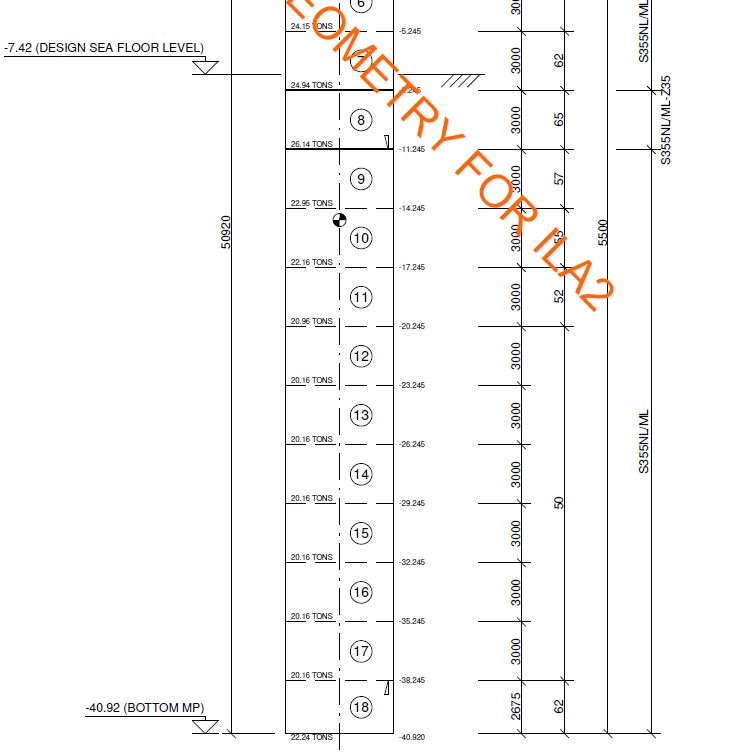 6
24.15 TONS
-5.245
-7.42 (DESIGN SEA FLOOR LEVEL)
3000
62
S355NL/ML
24.94 TONS
8
3000
65
S355NL/ML-Z35
26.14 TONS
-11.245
9
3000
57
22.95 TONS
-14.245
10
3000
55
50920
5500
22.16 TONS
-17.245
11
3000
52
20.96 TONS
-20.245
12
3000
20.16 TONS
-23.245
13
3000
S355NL/ML
20.16 TONS
-26.245
14
3000
50
20.16 TONS
-29.245
15
3000
20.16 TONS
-32.245
16
3000
20.16 TONS
-35.245
17
3000
20.16 TONS
-38.245
-40.92 (BOTTOM MP)
18
2675
62
22.24 TONS
-40.920
EOMETRY FOR ILA2